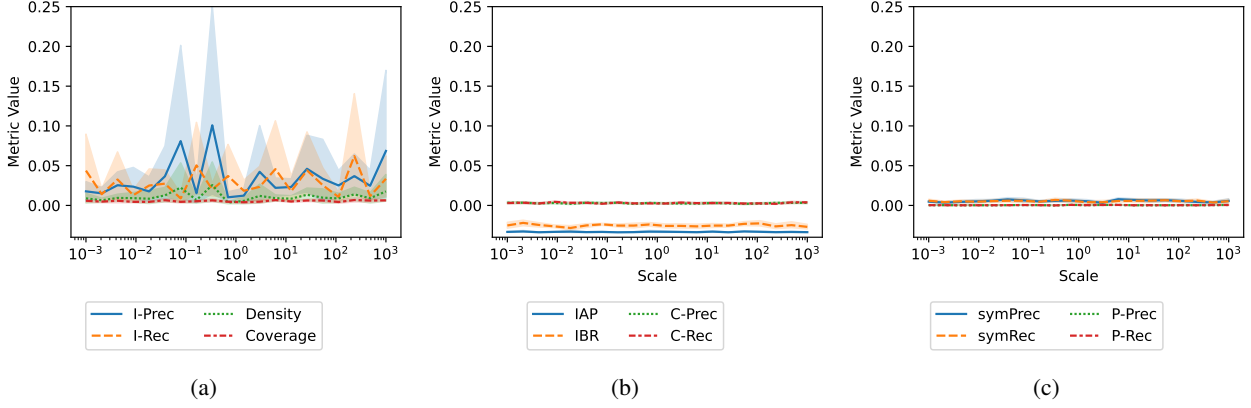 0.25
0.20
0.15
0.10
0.05
0.00
Metric Value
10⁻³ 10⁻² 10⁻¹ 10⁰ 10¹ 10² 10³
Scale
I-Prec Density
I-Rec Coverage
(a)
0.25
0.20
0.15
0.10
0.05
0.00
Metric Value
10⁻³ 10⁻² 10⁻¹ 10⁰ 10¹ 10² 10³
Scale
IAP C-Prec
IBR C-Rec
(b)
0.25
0.20
0.15
0.10
0.05
0.00
Metric Value
10⁻³ 10⁻² 10⁻¹ 10⁰ 10¹ 10² 10³
Scale
symPrec P-Prec
symRec P-Rec
(c)